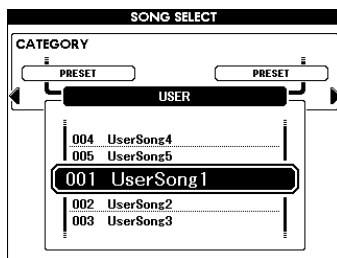 SONG SELECT
CATEGORY
PRESET PRESET
USER
004 UserSong4
005 UserSong5
001 UserSong1
002 UserSong2
003 UserSong3